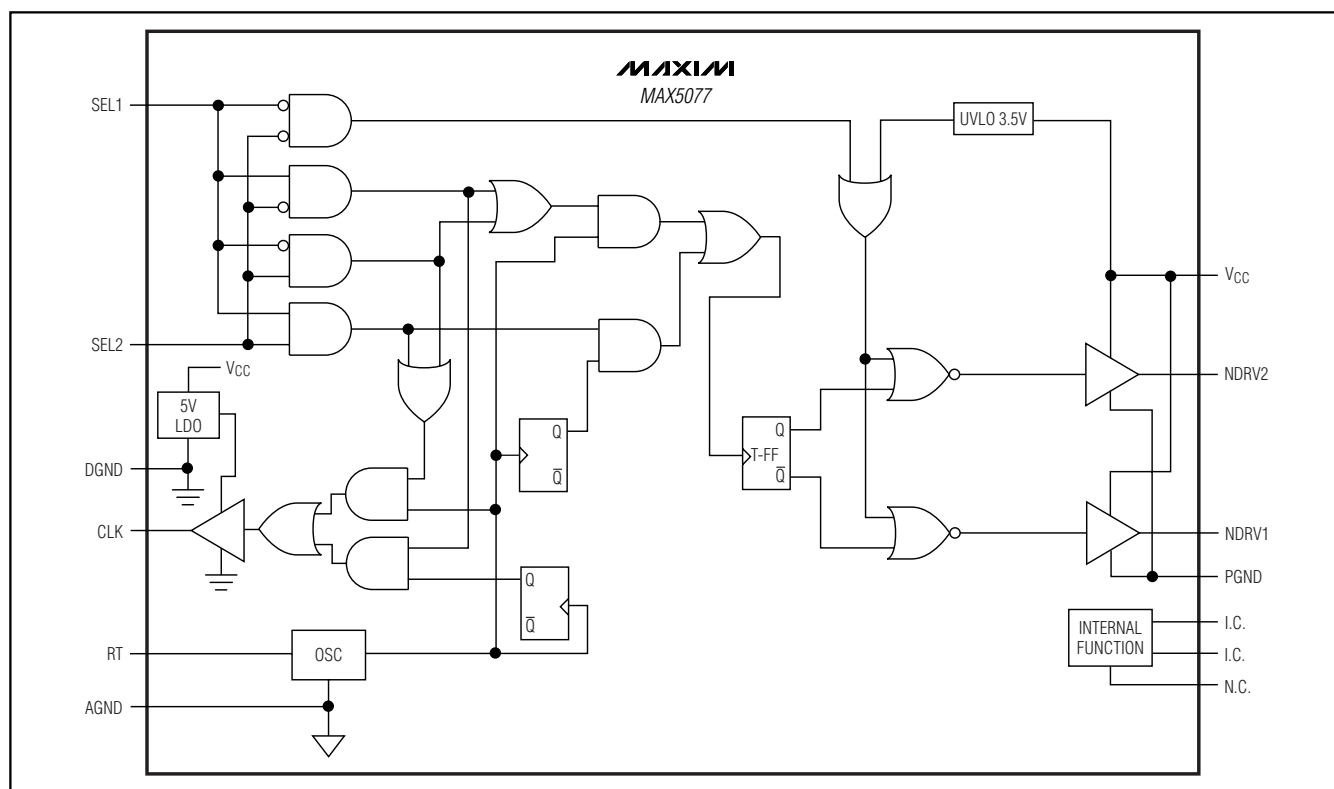 MAXIM
MAX5077
SEL1
UVLO 3.5V
VCC
SEL2
VCC
5V
LDO
NDRV2
Q
Q̅
Q
T-FF
Q̅
DGND
CLK
NDRV1
PGND
Q
Q̅
RT
OSC
INTERNAL
FUNCTION
I.C.
I.C.
N.C.
AGND